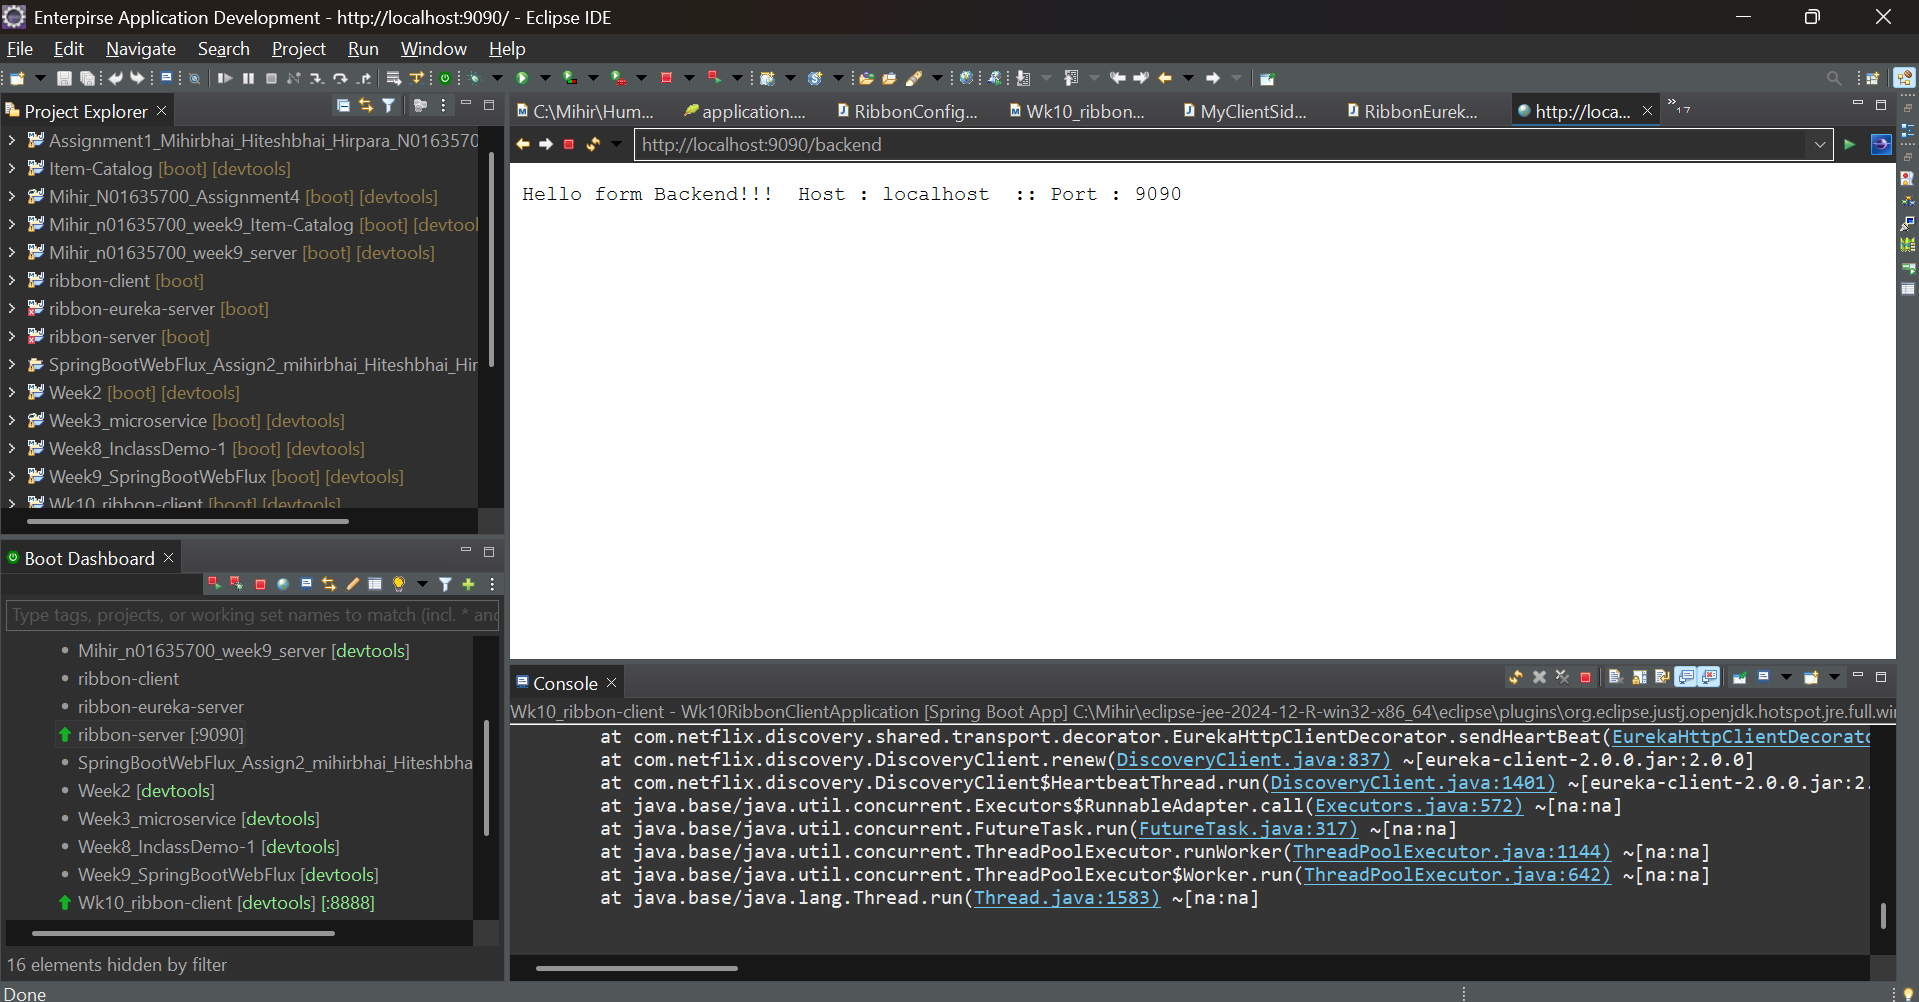 Enterpirse Application Development - http://localhost:9090/ - Eclipse IDE
File Edit Navigate Search Project Run Window Help
Project Explorer
Assignment1_Mihirbhai_Hiteshbhai_Hirpara_N0163570
Item-Catalog [boot] [devtools]
Mihir_N01635700_Assignment4 [boot] [devtools]
Mihir_n01635700_week9_Item-Catalog [boot] [devtool
Mihir_n01635700_week9_server [boot] [devtools]
ribbon-client [boot]
ribbon-eureka-server [boot]
ribbon-server [boot]
SpringBootWebFlux_Assign2_mihirbhai_Hiteshbhai_Hir
Week2 [boot] [devtools]
Week3_microservice [boot] [devtools]
Week8_InclassDemo-1 [boot] [devtools]
Week9_SpringBootWebFlux [boot] [devtools]
Wk10_ribbon-client [boot] [devtools]
Boot Dashboard
Type tags, projects, or working set names to match (incl. * and
Mihir_n01635700_week9_server [devtools]
ribbon-client
ribbon-eureka-server
ribbon-server [:9090]
SpringBootWebFlux_Assign2_mihirbhai_Hiteshbha
Week2 [devtools]
Week3_microservice [devtools]
Week8_InclassDemo-1 [devtools]
Week9_SpringBootWebFlux [devtools]
Wk10_ribbon-client [devtools] [:8888]
16 elements hidden by filter
C:\Mihir\Hum... application.... RibbonConfig... Wk10_ribbon... MyClientSid... RibbonEurek... http://loca... »17
http://localhost:9090/backend
Hello form Backend!!!  Host : localhost  :: Port : 9090
Console
Wk10_ribbon-client - Wk10RibbonClientApplication [Spring Boot App] C:\Mihir\eclipse-jee-2024-12-R-win32-x86_64\eclipse\plugins\org.eclipse.justj.openjdk.hotspot.jre.full.wi
at com.netflix.discovery.shared.transport.decorator.EurekaHttpClientDecorator.sendHeartBeat(EurekaHttpClientDecorato
at com.netflix.discovery.DiscoveryClient.renew(DiscoveryClient.java:837) ~[eureka-client-2.0.0.jar:2.0.0]
at com.netflix.discovery.DiscoveryClient$HeartbeatThread.run(DiscoveryClient.java:1401) ~[eureka-client-2.0.0.jar:2.
at java.base/java.util.concurrent.Executors$RunnableAdapter.call(Executors.java:572) ~[na:na]
at java.base/java.util.concurrent.FutureTask.run(FutureTask.java:317) ~[na:na]
at java.base/java.util.concurrent.ThreadPoolExecutor.runWorker(ThreadPoolExecutor.java:1144) ~[na:na]
at java.base/java.util.concurrent.ThreadPoolExecutor$Worker.run(ThreadPoolExecutor.java:642) ~[na:na]
at java.base/java.lang.Thread.run(Thread.java:1583) ~[na:na]
Done